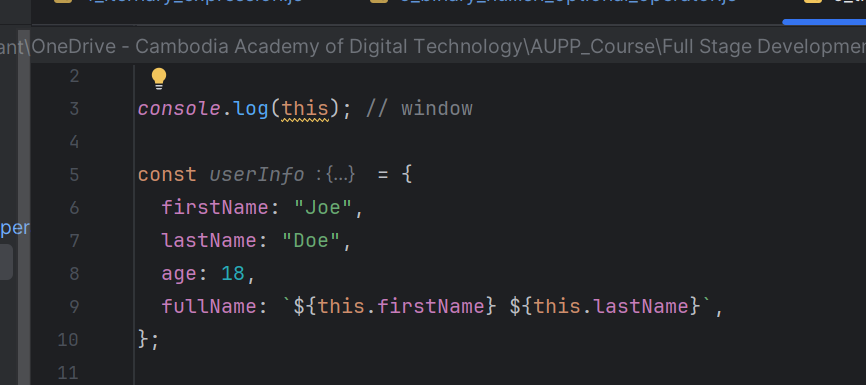 ant\OneDrive - Cambodia Academy of Digital Technology\AUPP_Course\Full Stage Developmen
2
3 console.log(this); // window
4
5 const userInfo :{...} = {
6 firstName: "Joe",
per
7 lastName: "Doe",
8 age: 18,
9 fullName: `${this.firstName} ${this.lastName}`,
10 };
11